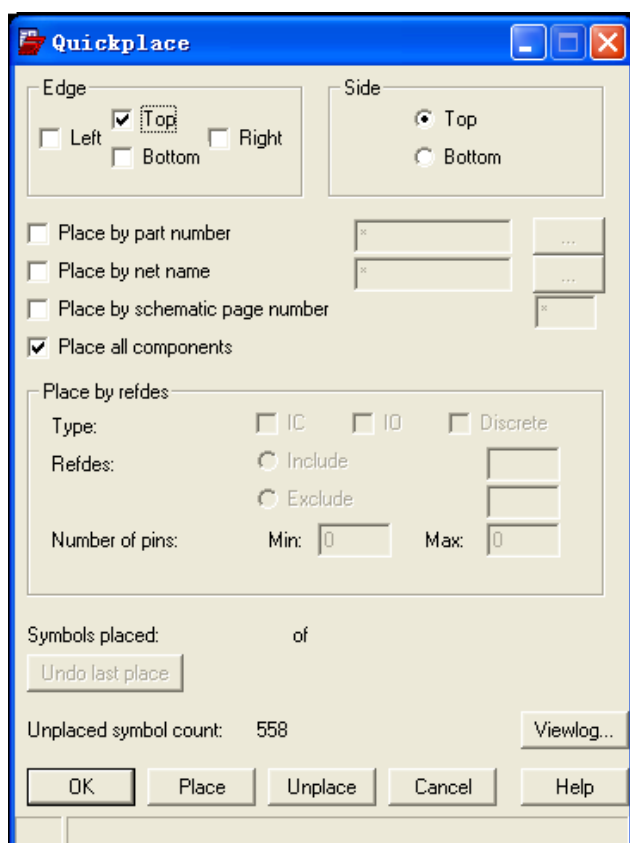 Quickplace
Edge Side
Top Top
Left Right
Bottom Bottom
Place by part number * ...
Place by net name * ...
Place by schematic page number *
Place all components
Place by refdes
Type: IC IO Discrete
Refdes: Include
Exclude
Number of pins: Min: 0 Max: 0
Symbols placed: of
Undo last place
Unplaced symbol count: 558 Viewlog...
OK Place Unplace Cancel Help